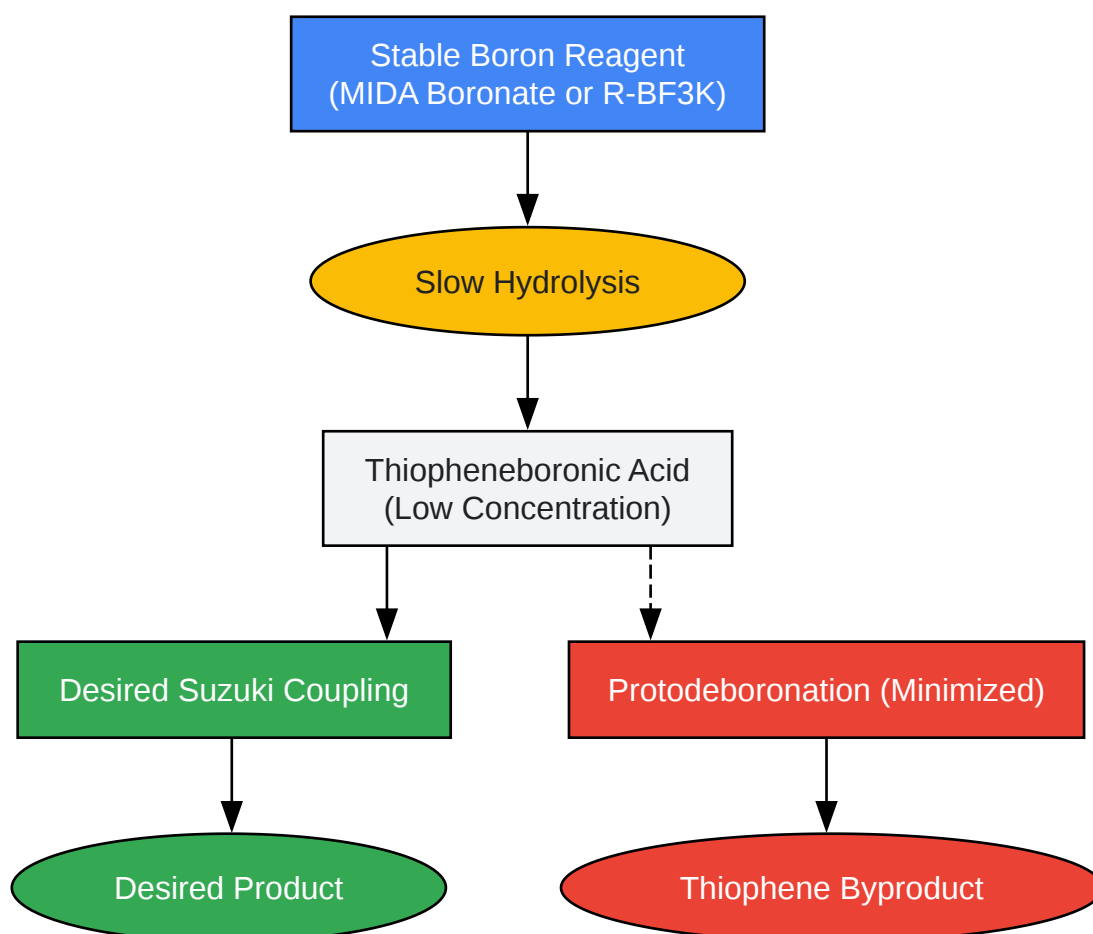 Stable Boron Reagent
(MIDA Boronate or R-BF3K)
Slow Hydrolysis
Thiopheneboronic Acid
(Low Concentration)
Desired Suzuki Coupling
Protodeboronation (Minimized)
Desired Product
Thiophene Byproduct